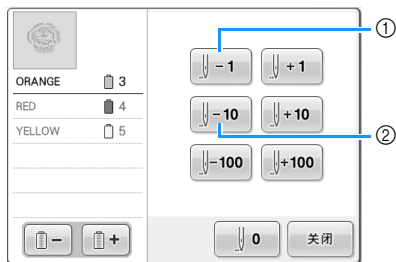 ①
-1 +1
ORANGE 3
RED 4
-10 +10
②
YELLOW 5
-100 +100
- +
0 关闭